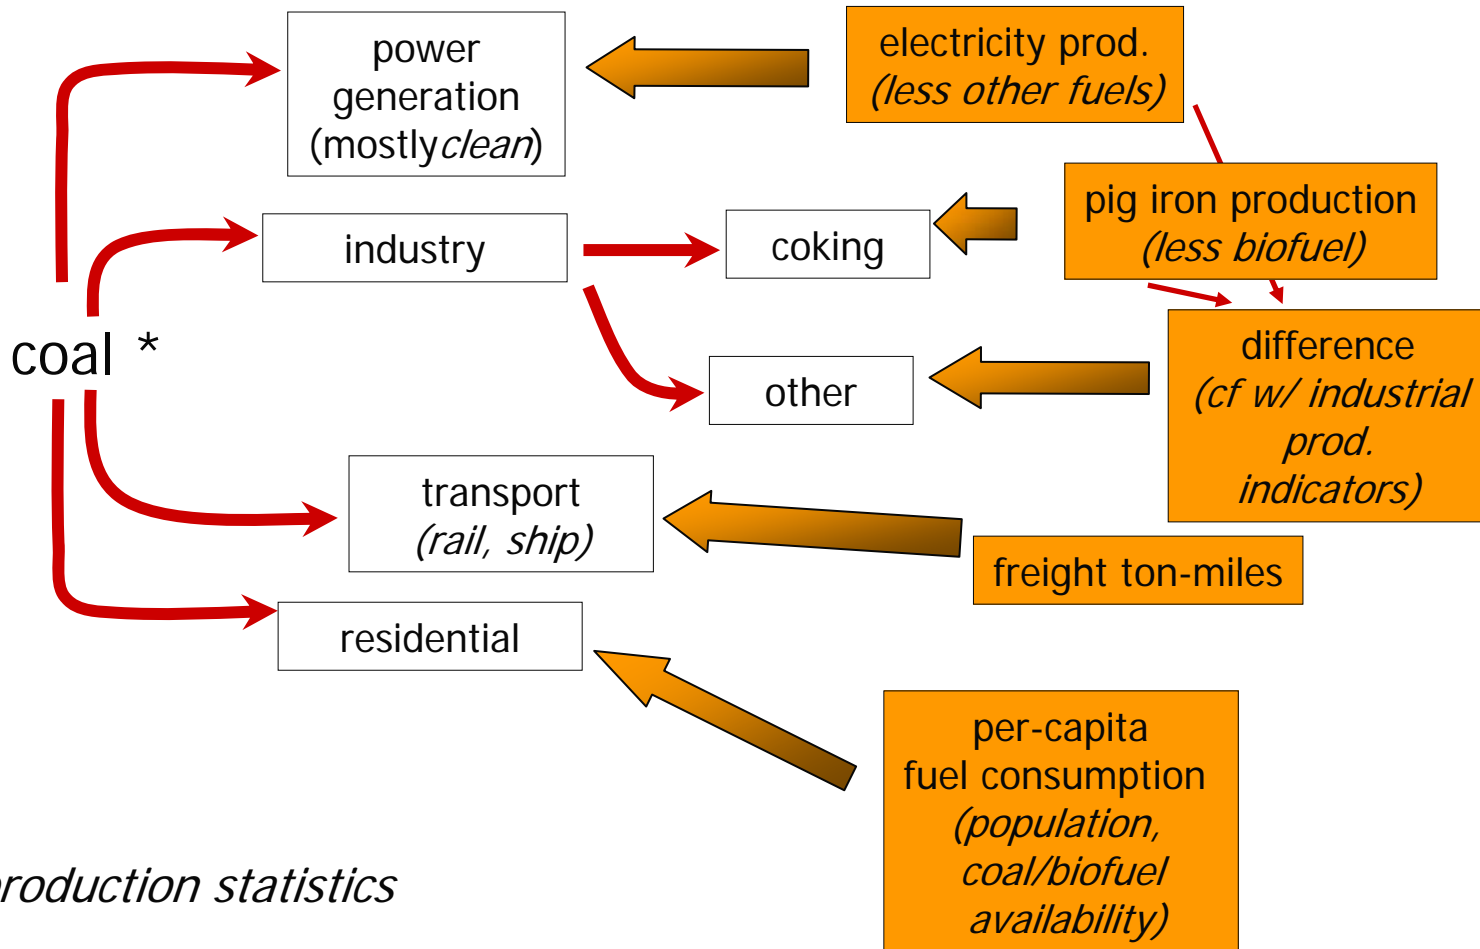 power
generation
(mostly clean)
electricity prod.
(less other fuels)
pig iron production
(less biofuel)
industry
coking
coal *
difference
(cf w/ industrial
prod.
indicators)
other
transport
(rail, ship)
freight ton-miles
residential
per-capita
fuel consumption
(population,
coal/biofuel
availability)
statistics